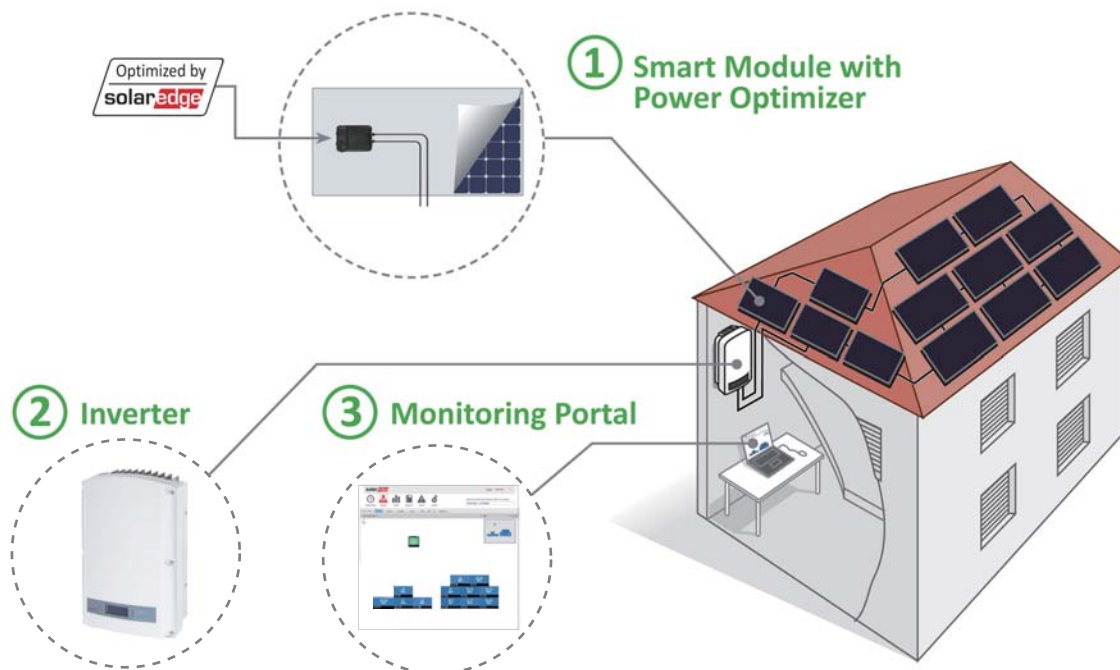 Optimized by
solaredge
1 Smart Module with
Power Optimizer
2 Inverter
3 Monitoring Portal